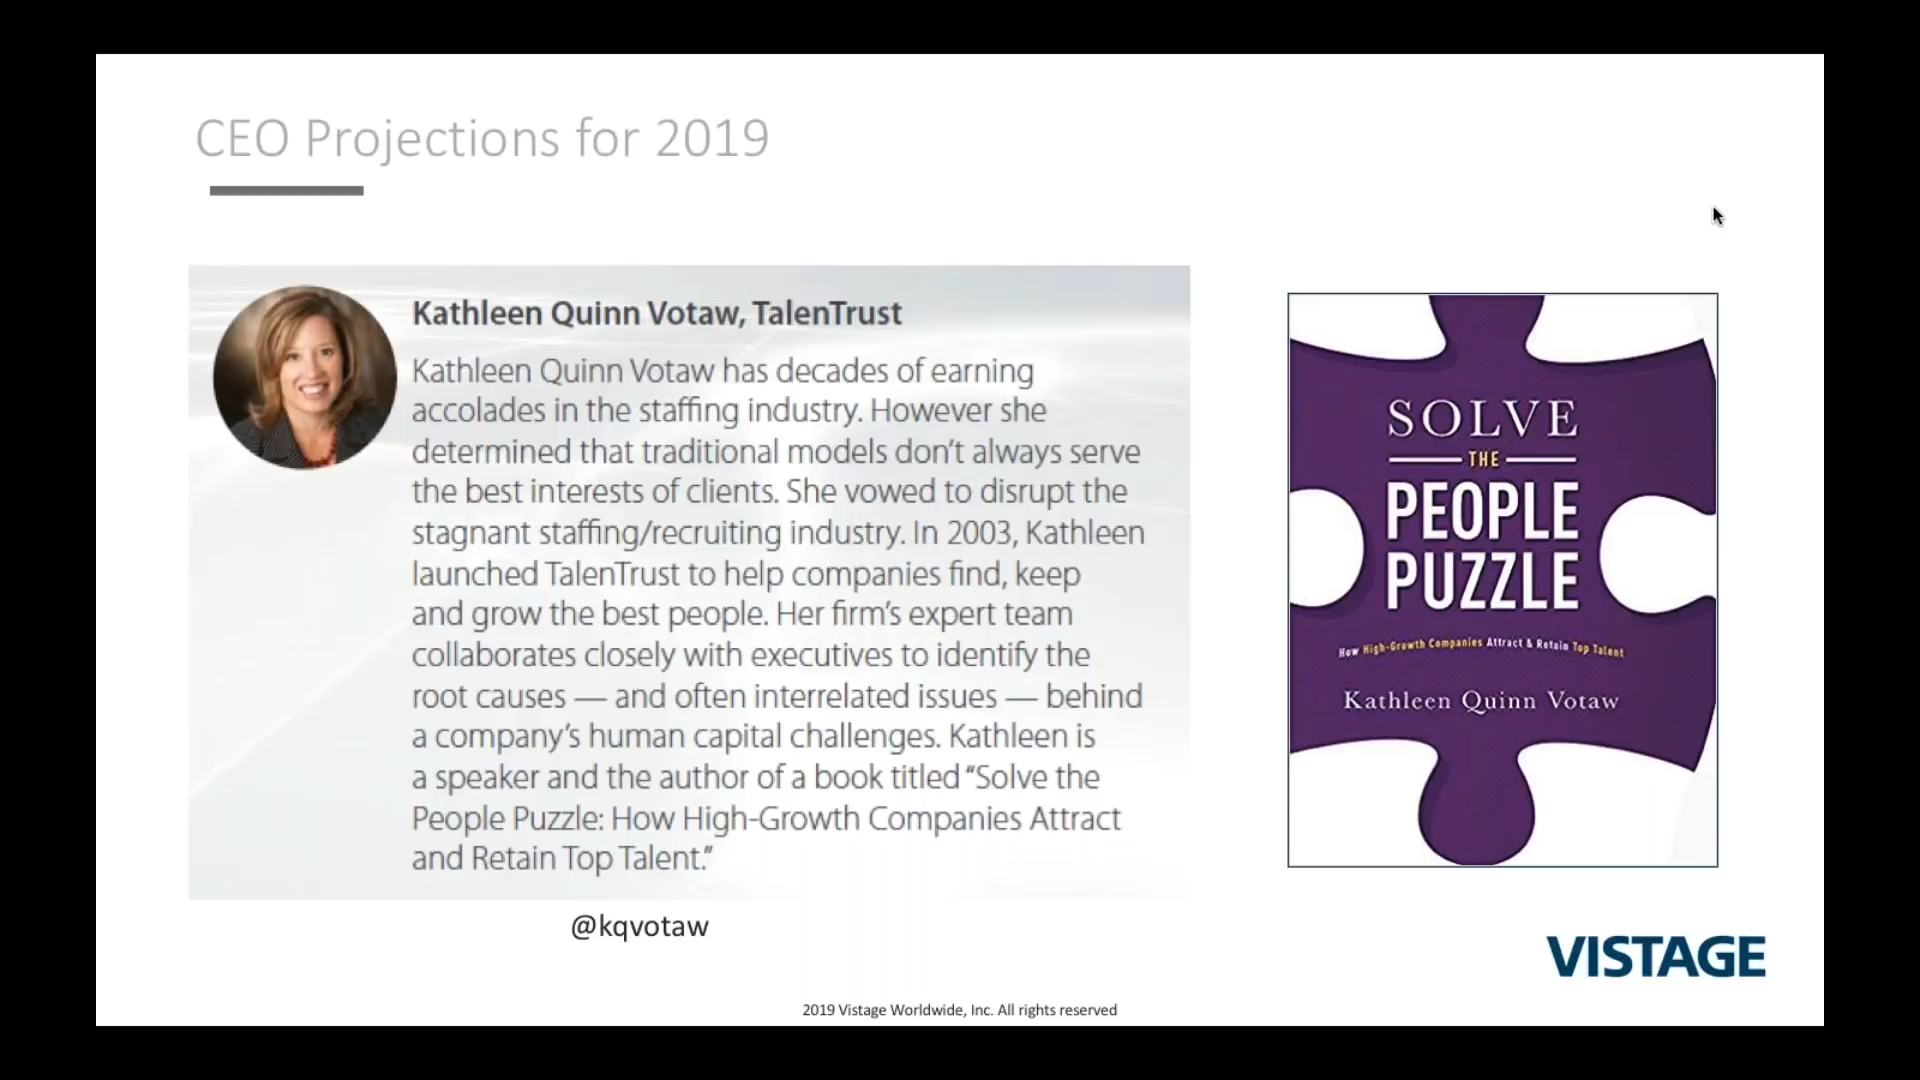 CEO Projections for 2019
Kathleen Quinn Votaw, TalenTrust
Kathleen Quinn Votaw has decades of earning
accolades in the staffing industry. However she
determined that traditional models don't always serve
the best interests of clients. She vowed to disrupt the
stagnant staffing/recruiting industry. In 2003, Kathleen
launched TalenTrust to help companies find, keep
and grow the best people. Her firm's expert team
collaborates closely with executives to identify the
root causes — and often interrelated issues — behind
a company's human capital challenges. Kathleen is
a speaker and the author of a book titled “Solve the
People Puzzle: How High-Growth Companies Attract
and Retain Top Talent.”
@kqvotaw
SOLVE
THE
PEOPLE
PUZZLE
How High-Growth Companies Attract & Retain Top Talent
Kathleen Quinn Votaw
VISTAGE
2019 Vistage Worldwide, Inc. All rights reserved